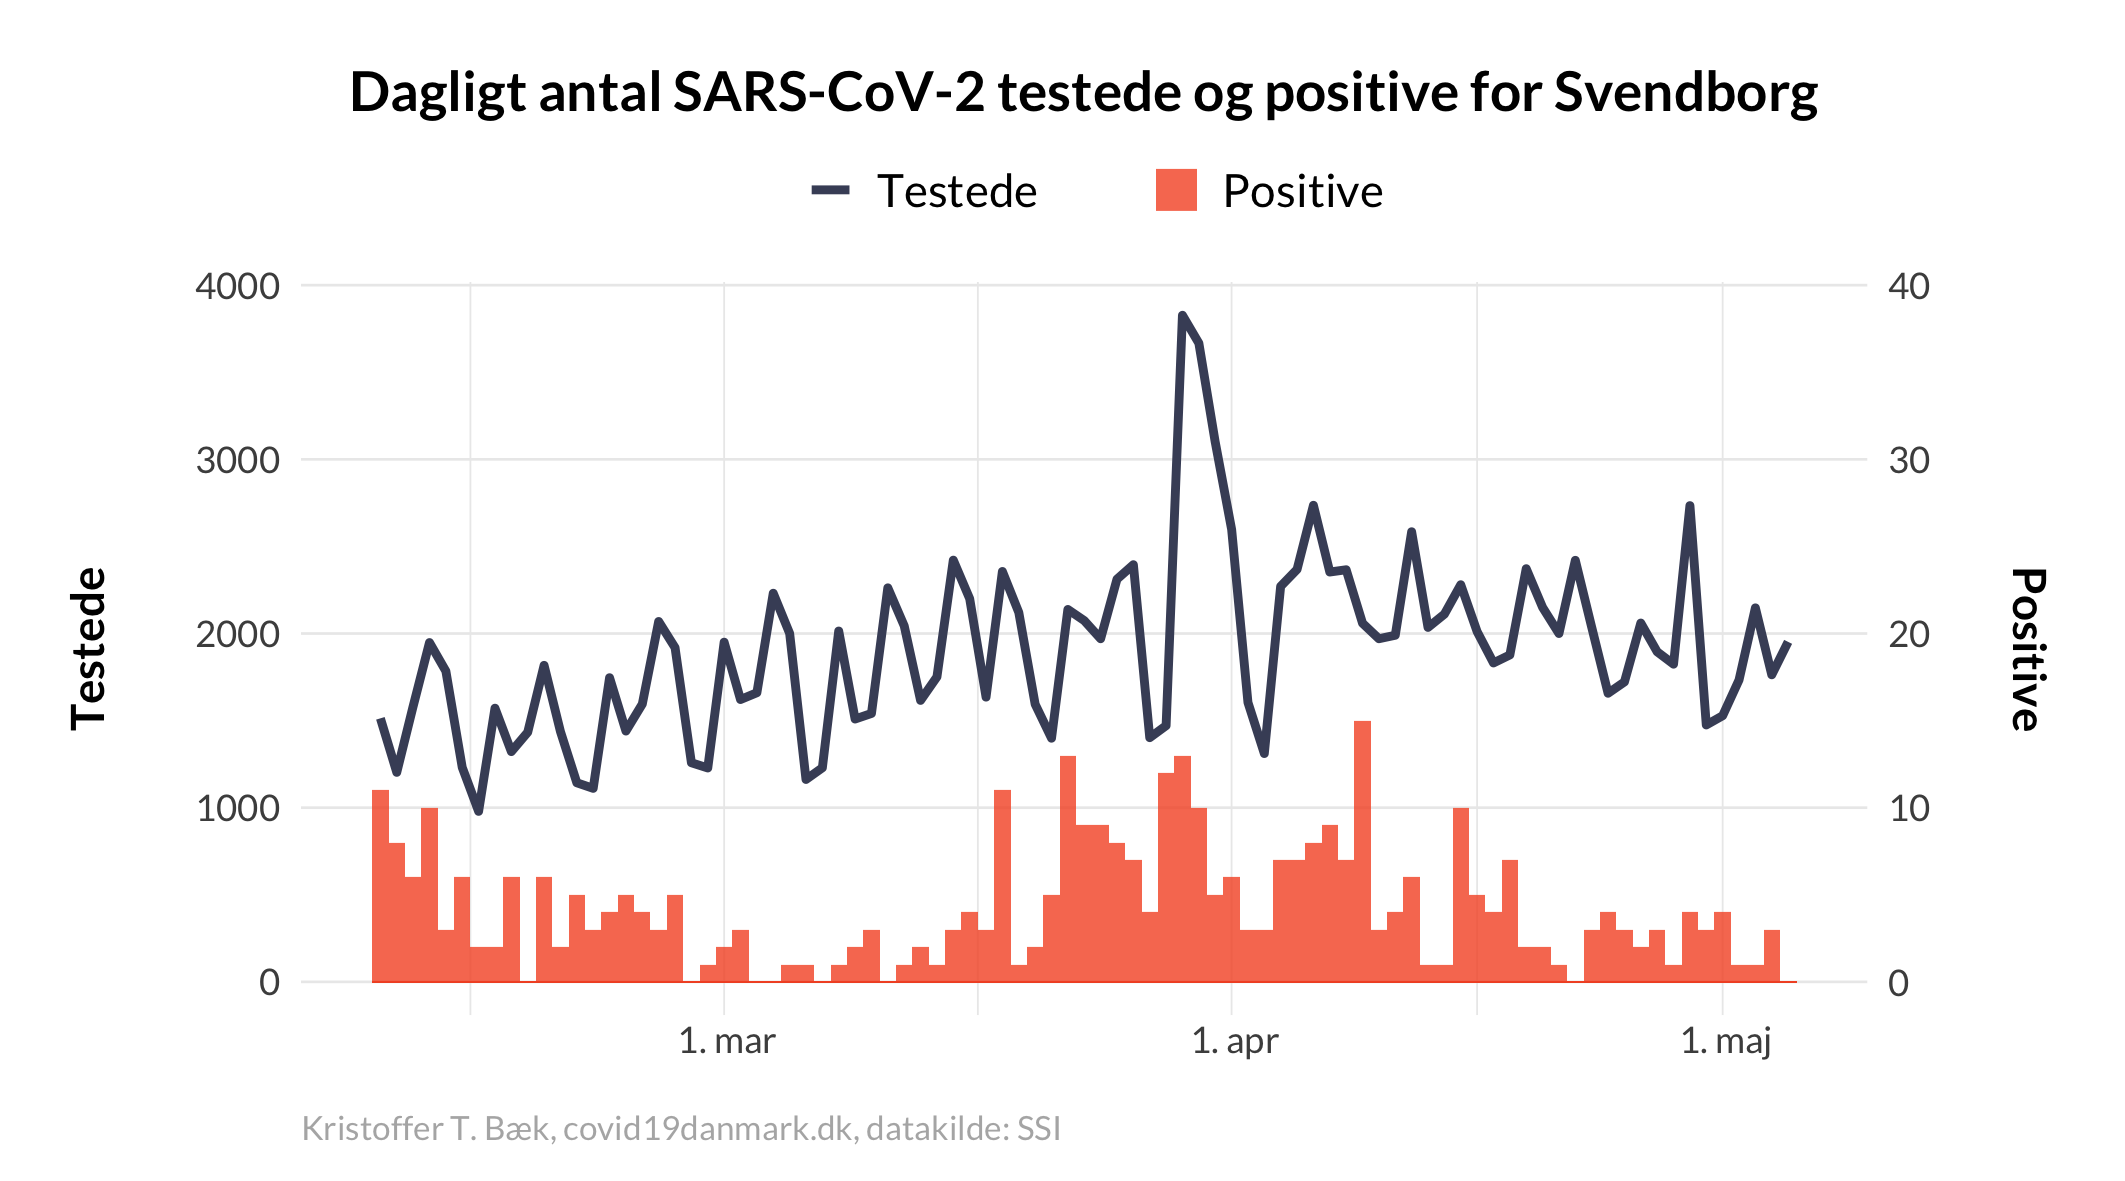 Dagligt antal SARS-CoV-2 testede og positive for Svendborg
Testede Positive
4000 40
3000 30
2000 20
1000 10
0 0
Testede
Positive
1. mar 1. apr 1. maj
Kristoffer T. Bæk, covid19danmark.dk, datakilde: SSI